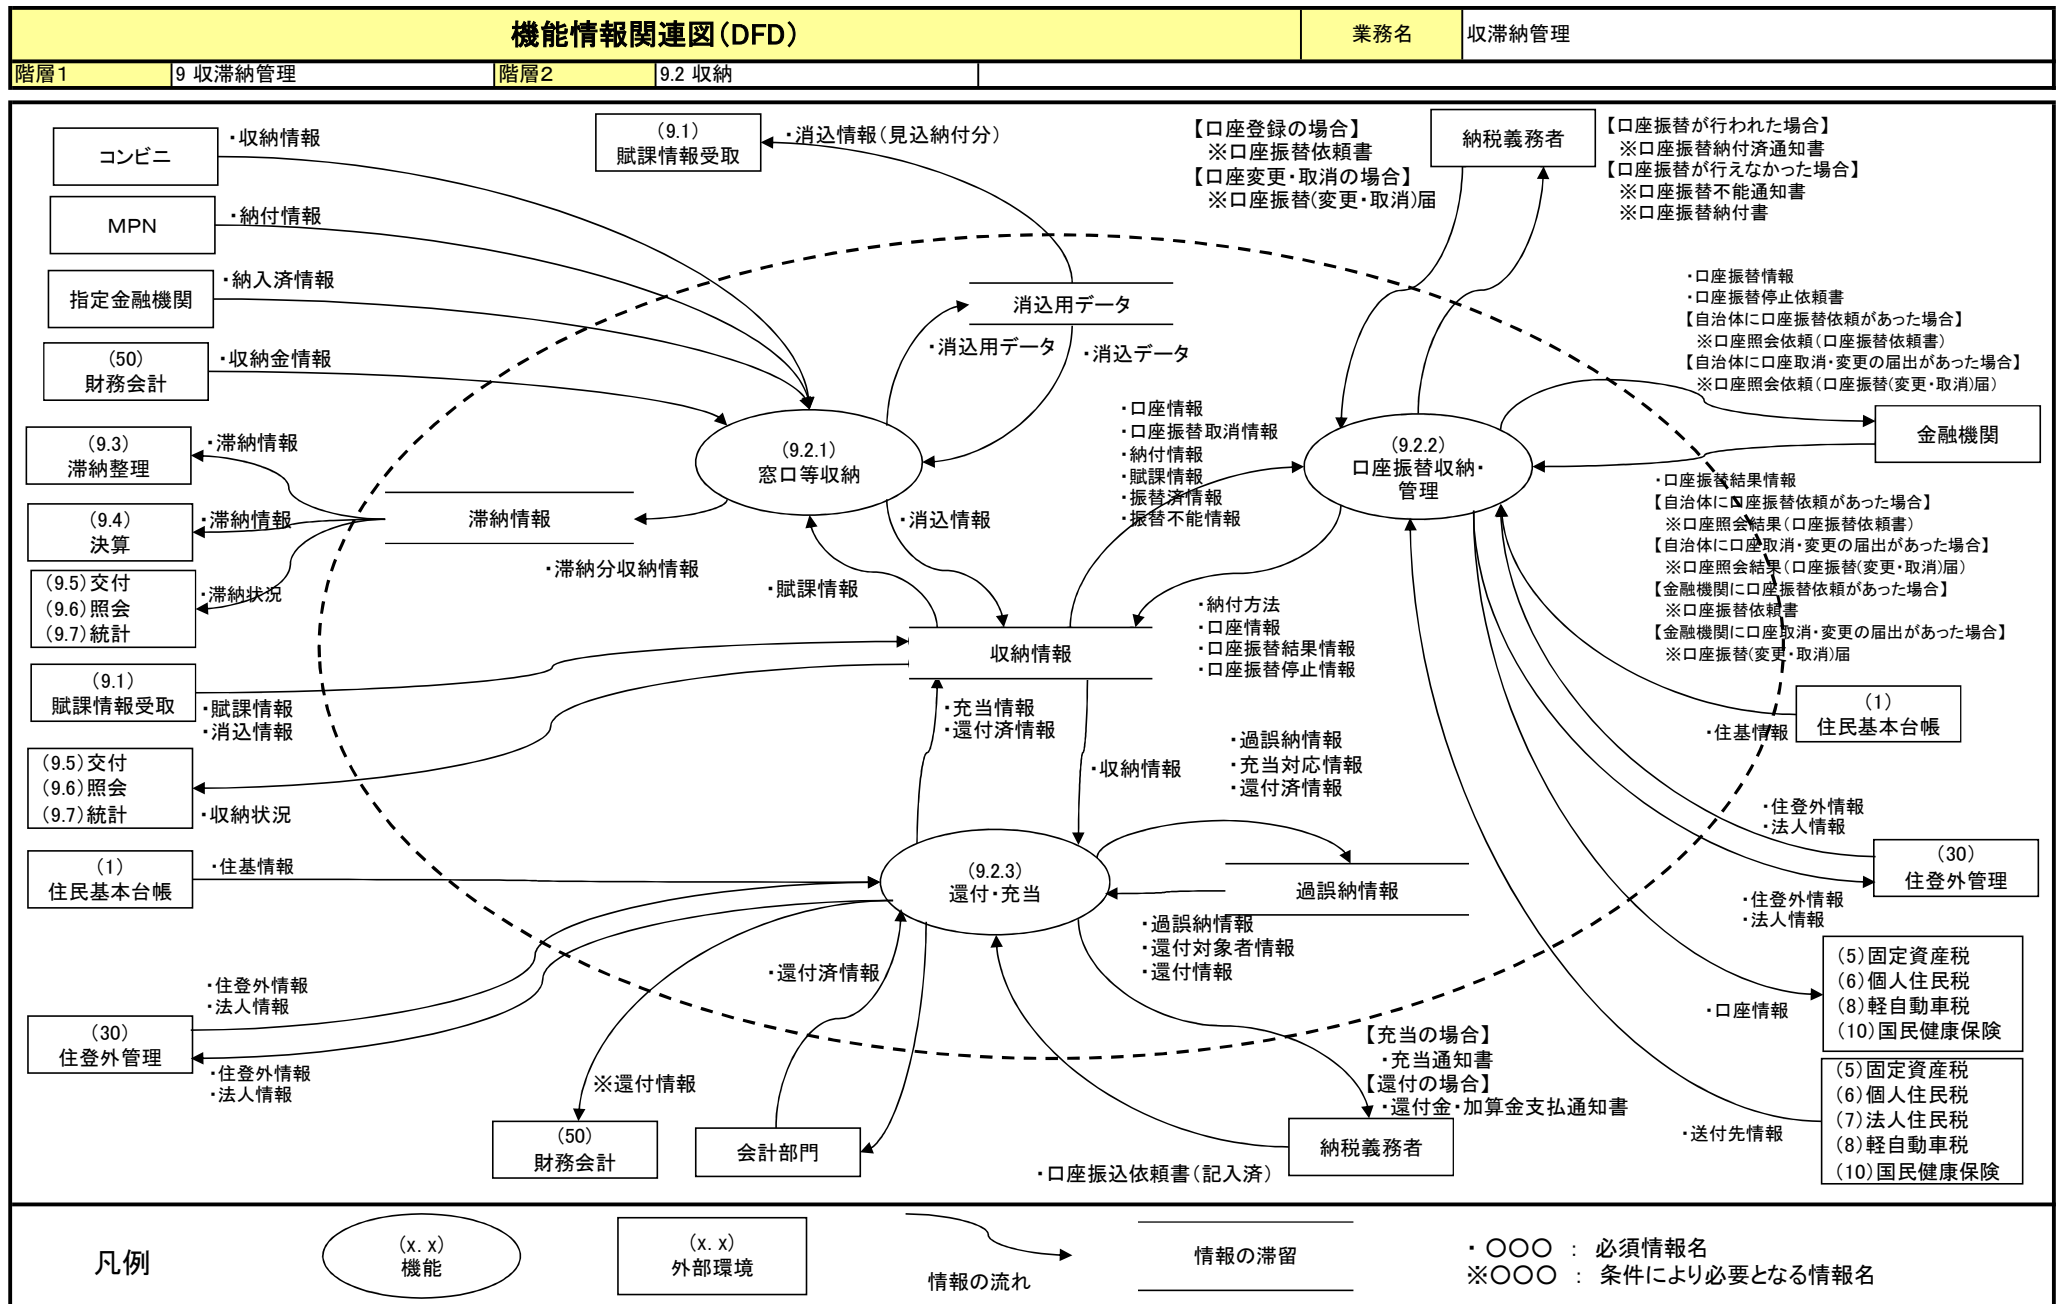 機能情報関連図(DFD)
業務名
収滞納管理
階層1
9 収滞納管理
階層2
9.2 収納
コンビニ
・収納情報
MPN
・納付情報
指定金融機関
・納入済情報
(50)
財務会計
・収納金情報
(9.1)
賦課情報受取
・消込情報(見込納付分)
【口座登録の場合】
※口座振替依頼書
【口座変更・取消の場合】
※口座振替(変更・取消)届
納税義務者
【口座振替が行われた場合】
※口座振替納付済通知書
【口座振替が行えなかった場合】
※口座振替不能通知書
※口座振替納付書
消込用データ
・消込用データ
・消込データ
・口座振替情報
・口座振替停止依頼書
【自治体に口座振替依頼があった場合】
※口座照会依頼(口座振替依頼書)
【自治体に口座取消・変更の届出があった場合】
※口座照会依頼(口座振替(変更・取消)届)
金融機関
(9.2.1)
窓口等収納
・口座情報
・口座振替取消情報
・納付情報
・賦課情報
・振替済情報
・振替不能情報
(9.2.2)
口座振替収納・
管理
・口座振替結果情報
【自治体に口座振替依頼があった場合】
※口座照会結果(口座振替依頼書)
【自治体に口座取消・変更の届出があった場合】
※口座照会結果(口座振替(変更・取消)届)
【金融機関に口座振替依頼があった場合】
※口座振替依頼書
【金融機関に口座取消・変更の届出があった場合】
※口座振替(変更・取消)届
(9.3)
滞納整理
・滞納情報
(9.4)
決算
・滞納情報
(9.5)交付
(9.6)照会
(9.7)統計
・滞納状況
滞納情報
・滞納分収納情報
・消込情報
・賦課情報
収納情報
・納付方法
・口座情報
・口座振替結果情報
・口座振替停止情報
(9.1)
賦課情報受取
・賦課情報
・消込情報
(9.5)交付
(9.6)照会
(9.7)統計
・収納状況
・充当情報
・還付済情報
・収納情報
・過誤納情報
・充当対応情報
・還付済情報
(1)
住民基本台帳
・住基情報
・住登外情報
・法人情報
(30)
住登外管理
・住登外情報
・法人情報
(1)
住民基本台帳
・住基情報
(9.2.3)
還付・充当
過誤納情報
・過誤納情報
・還付対象者情報
・還付情報
・還付済情報
・住登外情報
・法人情報
(30)
住登外管理
・住登外情報
・法人情報
※還付情報
(50)
財務会計
会計部門
【充当の場合】
・充当通知書
【還付の場合】
・還付金・加算金支払通知書
納税義務者
・口座振込依頼書(記入済)
・口座情報
(5)固定資産税
(6)個人住民税
(8)軽自動車税
(10)国民健康保険
・送付先情報
(5)固定資産税
(6)個人住民税
(7)法人住民税
(8)軽自動車税
(10)国民健康保険
凡例
(x.x)
機能
(x.x)
外部環境
情報の流れ
情報の滞留
・ 〇〇〇 : 必須情報名
※〇〇〇 : 条件により必要となる情報名